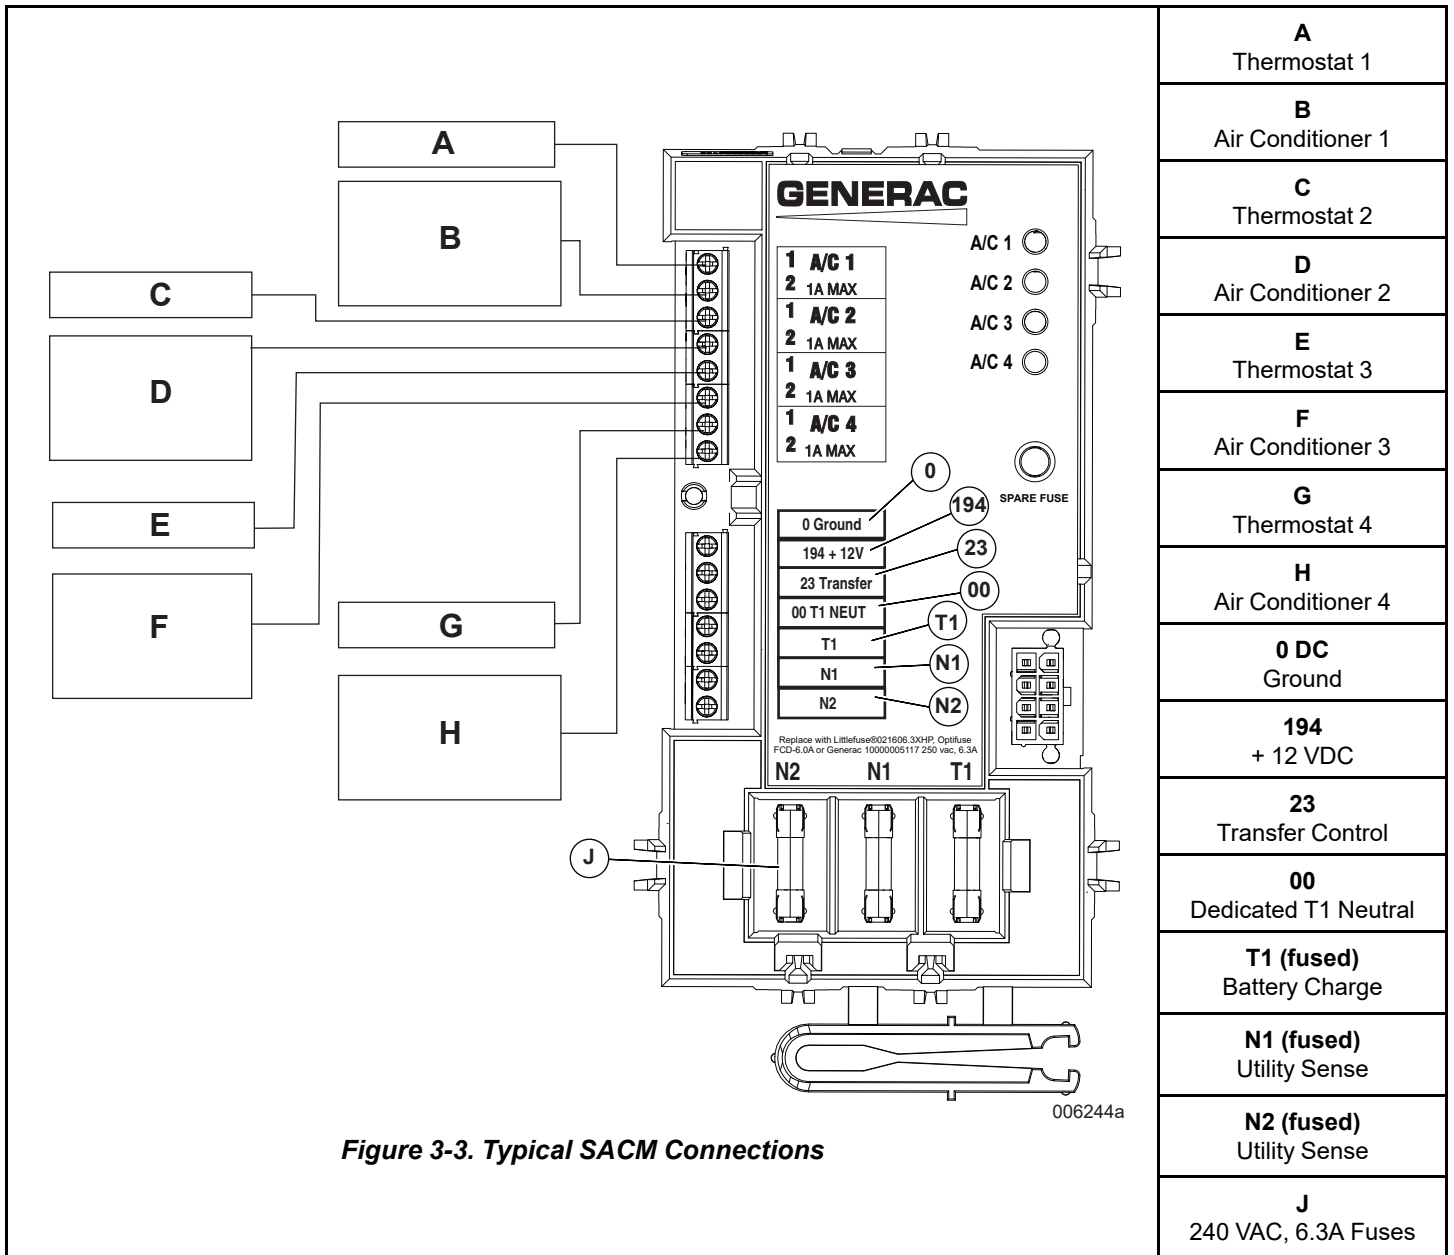 A
B
C
D
E
F
G
H
J
GENERAC
A/C 1
A/C 2
A/C 3
A/C 4
1 A/C 1
2 1A MAX
1 A/C 2
2 1A MAX
1 A/C 3
2 1A MAX
1 A/C 4
2 1A MAX
SPARE FUSE
0
194
23
00
T1
N1
N2
0 Ground
194 + 12V
23 Transfer
00 T1 NEUT
T1
N1
N2
Replace with Littlefuse®021606.3XHP, Optifuse
FCD-6.0A or Generac 10000005117 250 vac, 6.3A
N2 N1 T1
006244a
Figure 3-3. Typical SACM Connections
A
Thermostat 1
B
Air Conditioner 1
C
Thermostat 2
D
Air Conditioner 2
E
Thermostat 3
F
Air Conditioner 3
G
Thermostat 4
H
Air Conditioner 4
0 DC
Ground
194
+ 12 VDC
23
Transfer Control
00
Dedicated T1 Neutral
T1 (fused)
Battery Charge
N1 (fused)
Utility Sense
N2 (fused)
Utility Sense
J
240 VAC, 6.3A Fuses